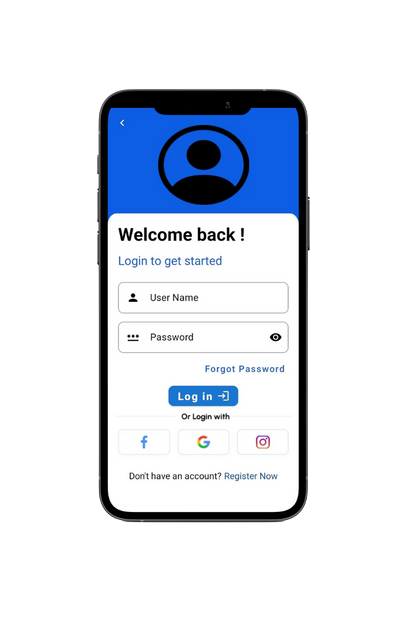 Welcome back !
Login to get started
User Name
Password
Forgot Password
Log in
Or Login with
Don't have an account? Register Now